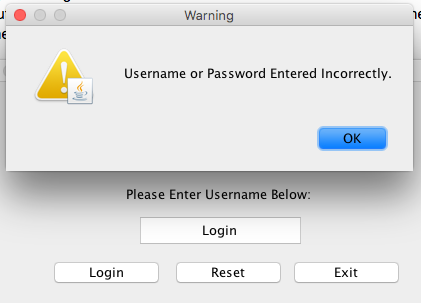 Warning
Username or Password Entered Incorrectly.
OK
Please Enter Username Below:
Login
Login Reset Exit